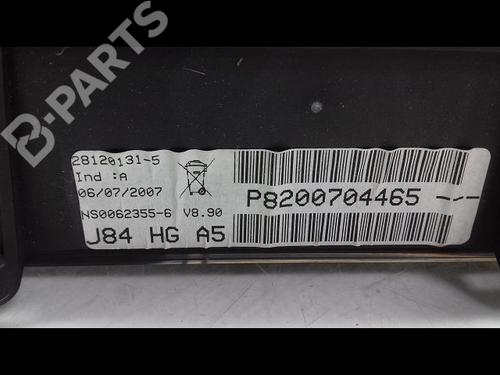 B-PARTS
28120131-5
Ind :A
06/07/2007
NS0062355-6 V8.90
J84 HG A5
P8200704465 ---